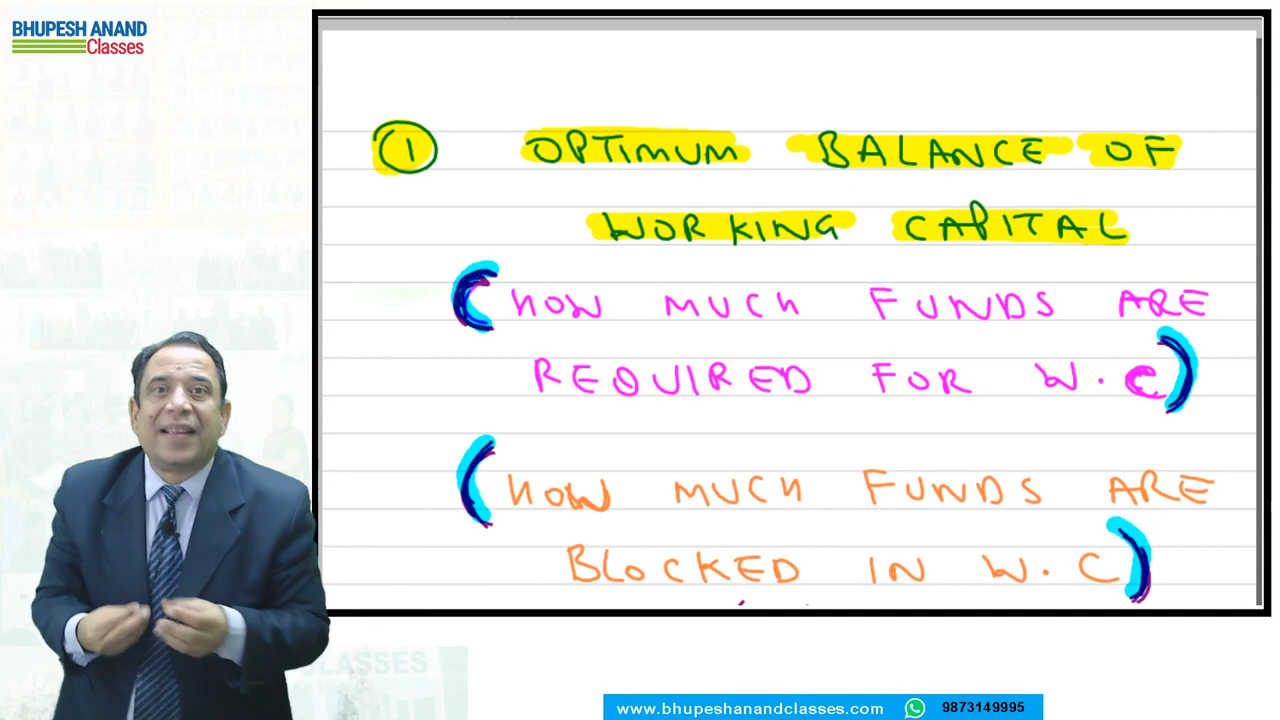 BHUPESH ANAND
Classes
1 OPTIMUM BALANCE OF
WORKING CAPITAL
(HOW MUCH FUNDS ARE
REQUIRED FOR W.C)
(HOW MUCH FUNDS ARE
BLOCKED IN W.C)
CLASSES
www.bhupeshanandclasses.com 9873149995